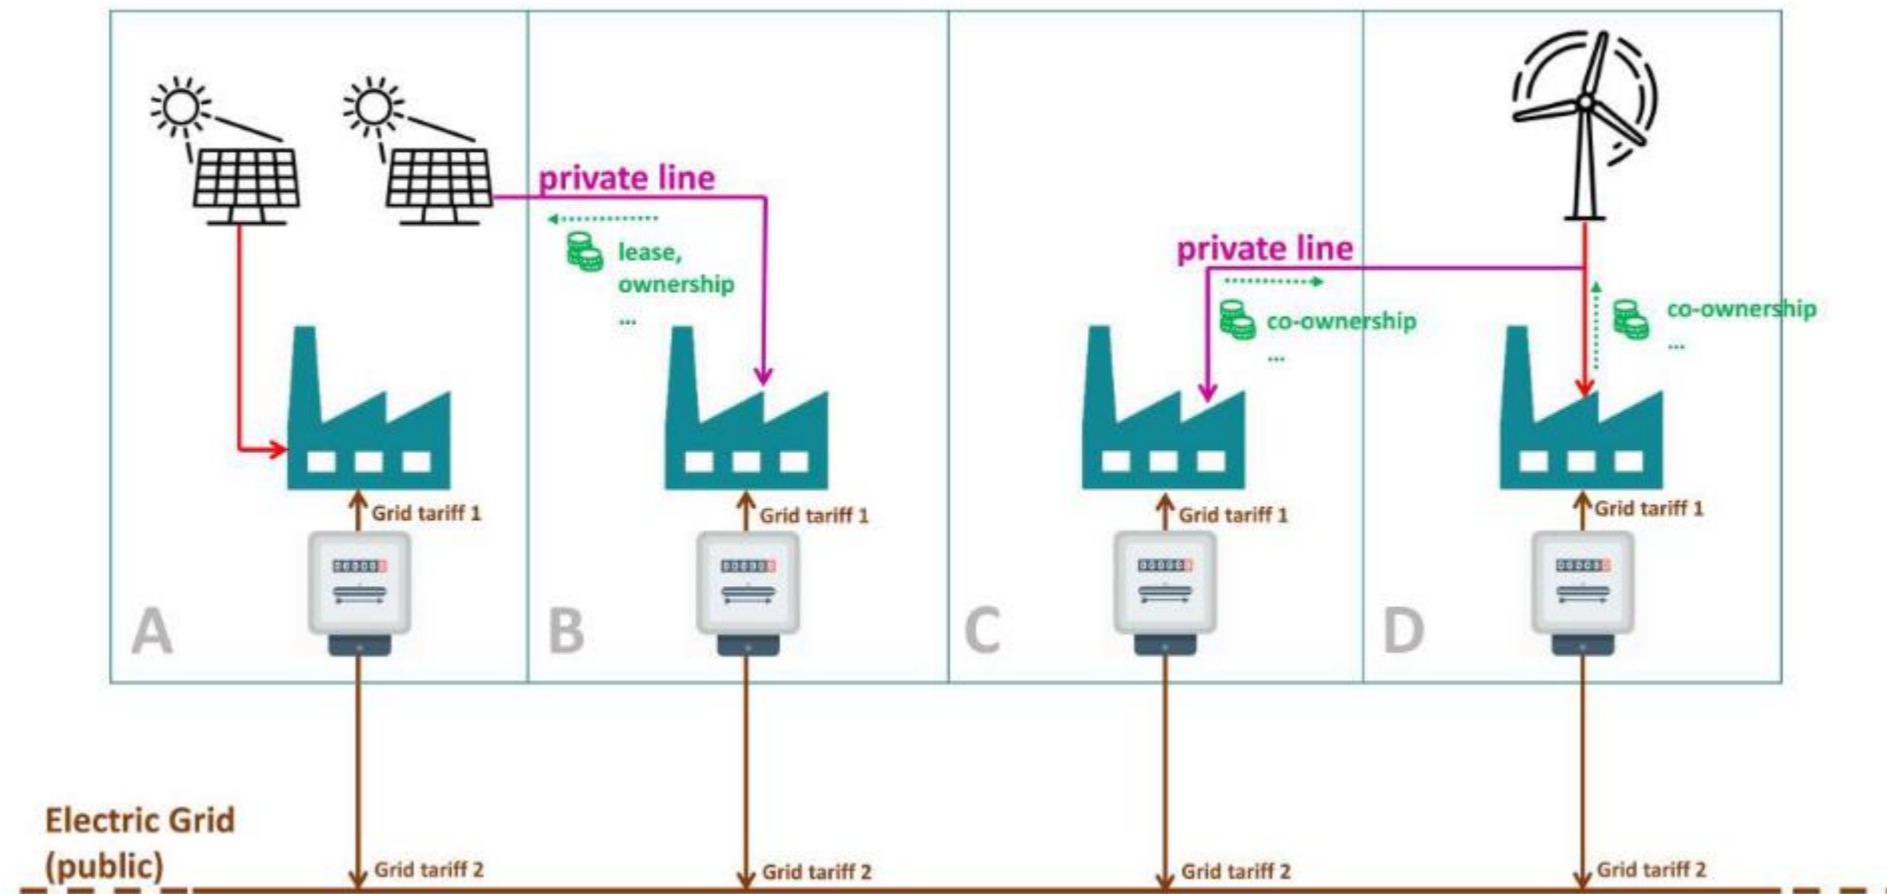 private line
lease,
ownership
...
private line
co-ownership
...
co-ownership
...
Grid tariff 1
Grid tariff 1
Grid tariff 1
Grid tariff 1
A
B
C
D
Electric Grid
(public)
Grid tariff 2
Grid tariff 2
Grid tariff 2
Grid tariff 2